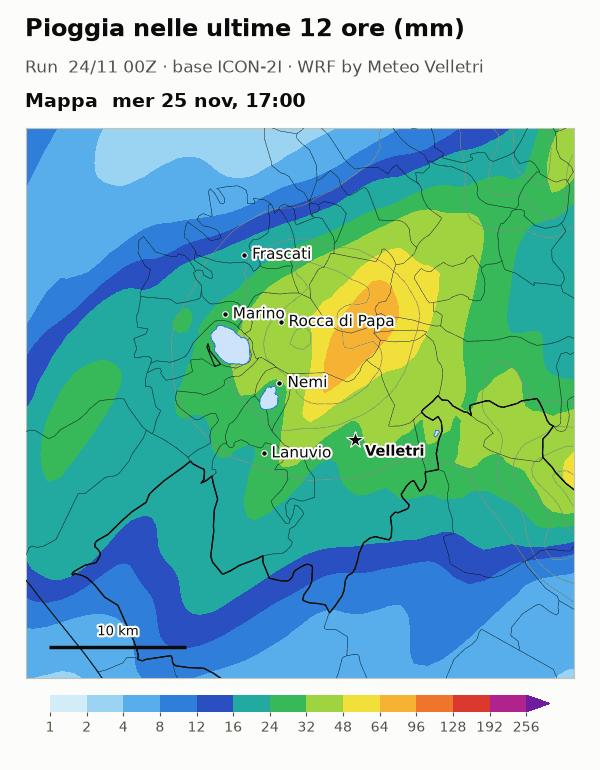 Pioggia nelle ultime 12 ore (mm)
Run 24/11 00Z · base ICON-2I · WRF by Meteo Velletri
Mappa mer 25 nov, 17:00
Frascati
Marino
Rocca di Papa
Nemi
Velletri
Lanuvio
10 km
1 2 4 8 12 16 24 32 48 64 96 128 192 256